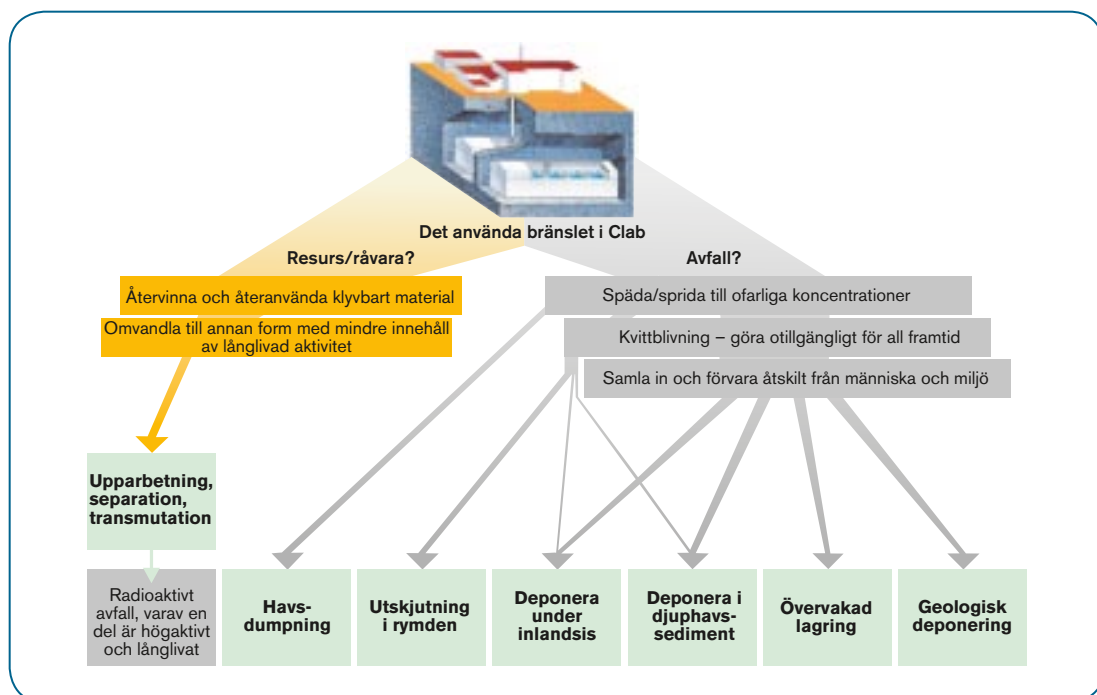 Det använda bränslet i Clab
Resurs/råvara?
Avfall?
Återvinna och återanvända klyvbart material
Omvandla till annan form med mindre innehåll
av långlivad aktivitet
Späda/sprida till ofarliga koncentrationer
Kvittblivning – göra otillgängligt för all framtid
Samla in och förvara åtskilt från människa och miljö
Upparbetning,
separation,
transmutation
Radioaktivt
avfall, varav en
del är högaktivt
och långlivat
Havs-
dumpning
Utskjutning
i rymden
Deponera
under
inlandsis
Deponera i
djuphavs-
sediment
Övervakad
lagring
Geologisk
deponering